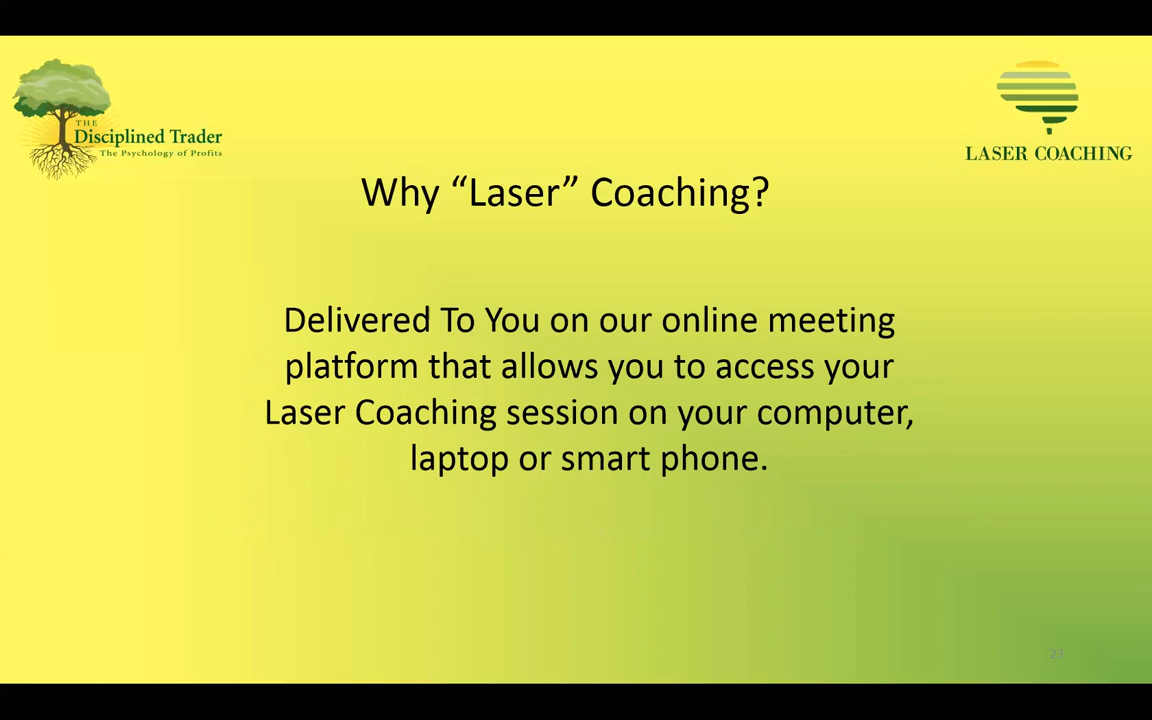 THE
Disciplined Trader
The Psychology of Profits
LASER COACHING
Why “Laser” Coaching?
Delivered To You on our online meeting
platform that allows you to access your
Laser Coaching session on your computer,
laptop or smart phone.
23